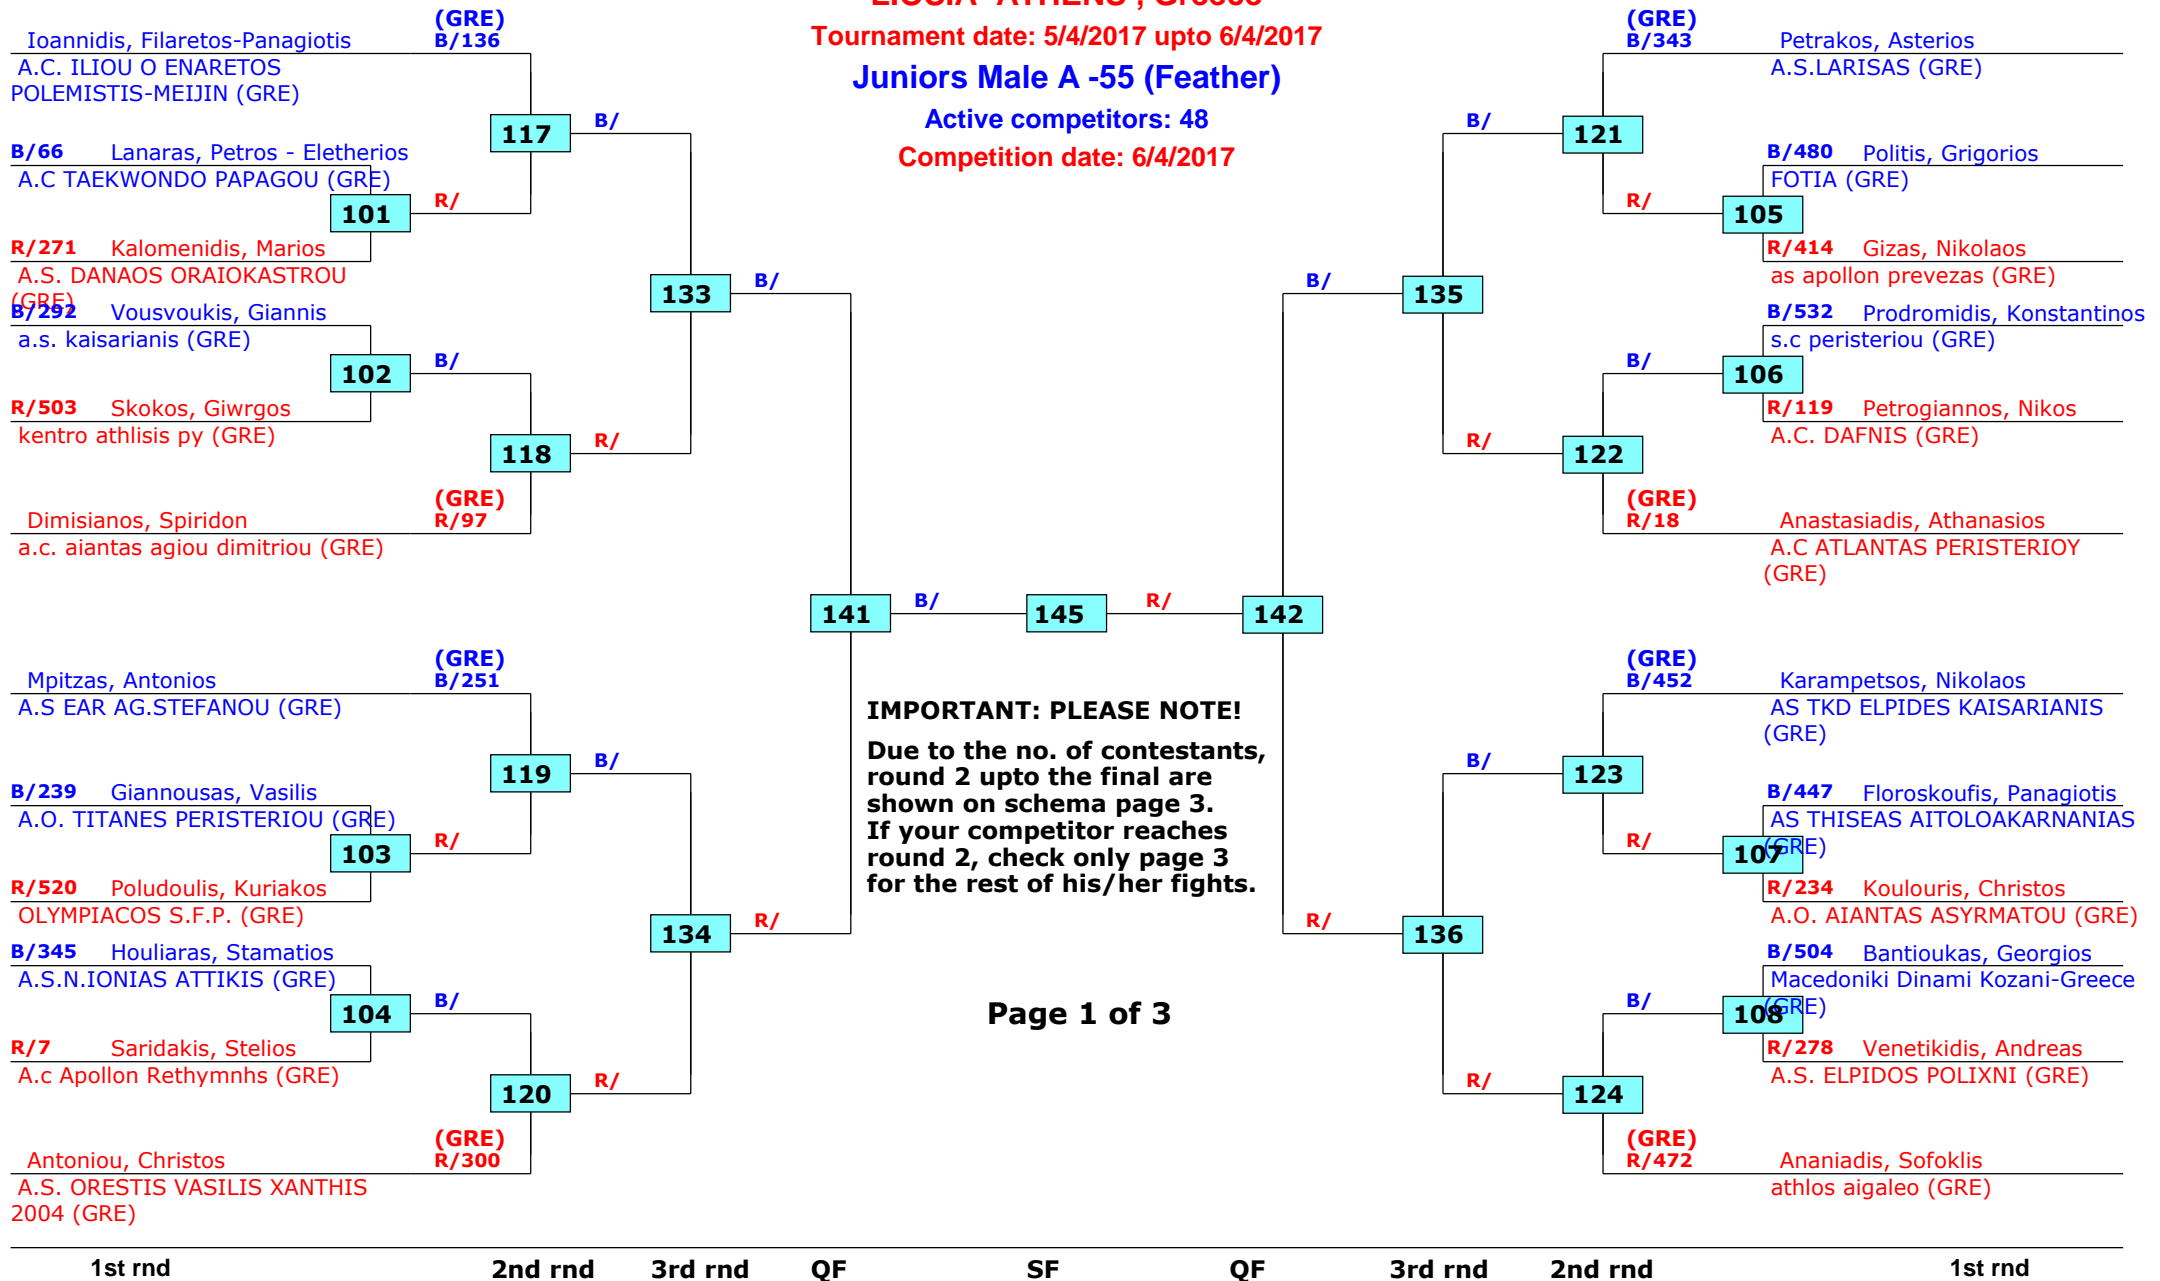 LIOSIA- ATHENS , Greece
Tournament date: 5/4/2017 upto 6/4/2017
Juniors Male A -55 (Feather)
Active competitors: 48
Competition date: 6/4/2017
(GRE)
Ioannidis, Filaretos-Panagiotis B/136
A.C. ILIOU O ENARETOS
POLEMISTIS-MEIJIN (GRE)
117 B/
B/66 Lanaras, Petros - Eletherios
A.C TAEKWONDO PAPAGOU (GRE)
101 R/
R/271 Kalomenidis, Marios
A.S. DANAOS ORAIOKASTROU
(GRE)
133 B/
B/292 Vousvoukis, Giannis
a.s. kaisarianis (GRE)
102 B/
R/503 Skokos, Giwrgos
kentro athlisis py (GRE)
118 R/
(GRE)
Dimisianos, Spiridon R/97
a.c. aiantas agiou dimitriou (GRE)
141 B/ 145 R/ 142
(GRE)
Mpitzas, Antonios B/251
A.S EAR AG.STEFANOU (GRE)
119 B/
B/239 Giannousas, Vasilis
A.O. TITANES PERISTERIOU (GRE)
103 R/
R/520 Poludoulis, Kuriakos
OLYMPIACOS S.F.P. (GRE)
134 R/
B/345 Houliaras, Stamatios
A.S.N.IONIAS ATTIKIS (GRE)
104 B/
R/7 Saridakis, Stelios
A.c Apollon Rethymnhs (GRE)
120 R/
(GRE)
Antoniou, Christos R/300
A.S. ORESTIS VASILIS XANTHIS
2004 (GRE)
IMPORTANT: PLEASE NOTE!
Due to the no. of contestants,
round 2 upto the final are
shown on schema page 3.
If your competitor reaches
round 2, check only page 3
for the rest of his/her fights.
Page 1 of 3
(GRE)
B/343 Petrakos, Asterios
A.S.LARISAS (GRE)
B/ 121
B/480 Politis, Grigorios
FOTIA (GRE)
R/ 105
R/414 Gizas, Nikolaos
as apollon prevezas (GRE)
B/ 135
B/532 Prodromidis, Konstantinos
s.c peristeriou (GRE)
B/ 106
R/119 Petrogiannos, Nikos
A.C. DAFNIS (GRE)
R/ 122
(GRE)
R/18 Anastasiadis, Athanasios
A.C ATLANTAS PERISTERIOY
(GRE)
(GRE)
B/452 Karampetsos, Nikolaos
AS TKD ELPIDES KAISARIANIS
(GRE)
B/ 123
B/447 Floroskoufis, Panagiotis
AS THISEAS AITOLOAKARNANIAS
(GRE)
R/ 107
R/234 Koulouris, Christos
A.O. AIANTAS ASYRMATOU (GRE)
R/ 136
B/504 Bantioukas, Georgios
Macedoniki Dinami Kozani-Greece
(GRE)
B/ 108
R/278 Venetikidis, Andreas
A.S. ELPIDOS POLIXNI (GRE)
R/ 124
(GRE)
R/472 Ananiadis, Sofoklis
athlos aigaleo (GRE)
1st rnd 2nd rnd 3rd rnd QF SF QF 3rd rnd 2nd rnd 1st rnd